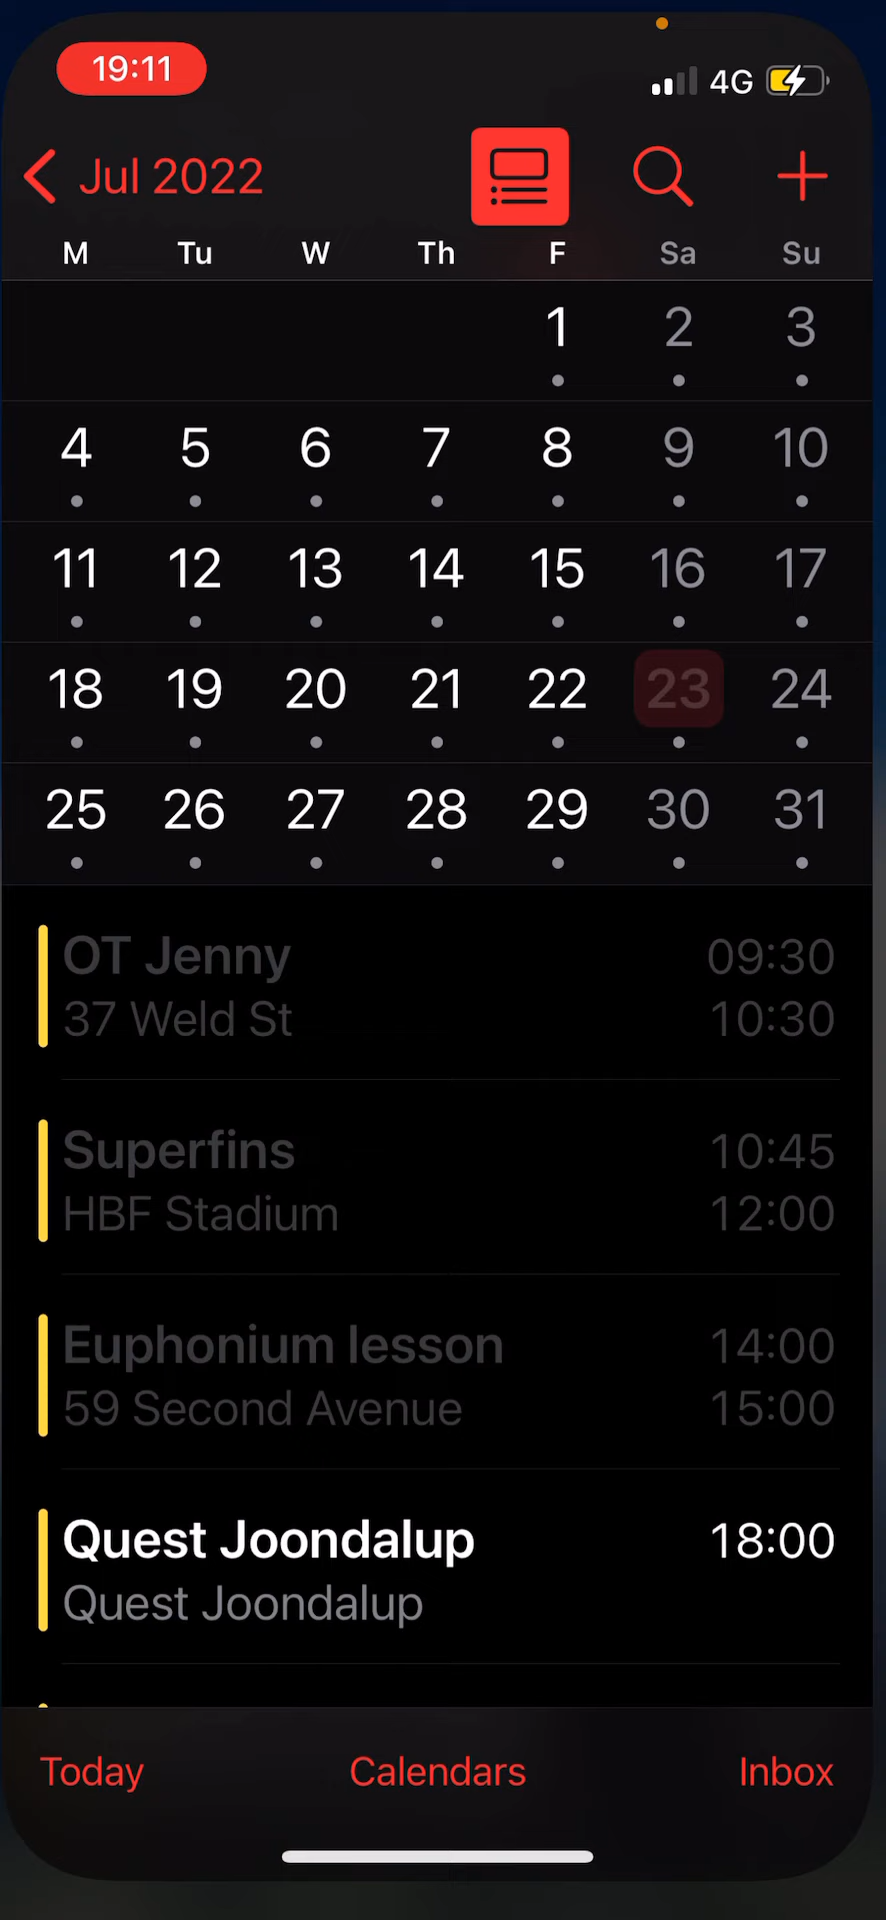 19:11 4G
Jul 2022
M Tu W Th F Sa Su
1 2 3
4 5 6 7 8 9 10
11 12 13 14 15 16 17
18 19 20 21 22 23 24
25 26 27 28 29 30 31
OT Jenny 09:30
37 Weld St 10:30
Superfins 10:45
HBF Stadium 12:00
Euphonium lesson 14:00
59 Second Avenue 15:00
Quest Joondalup 18:00
Quest Joondalup
Today Calendars Inbox